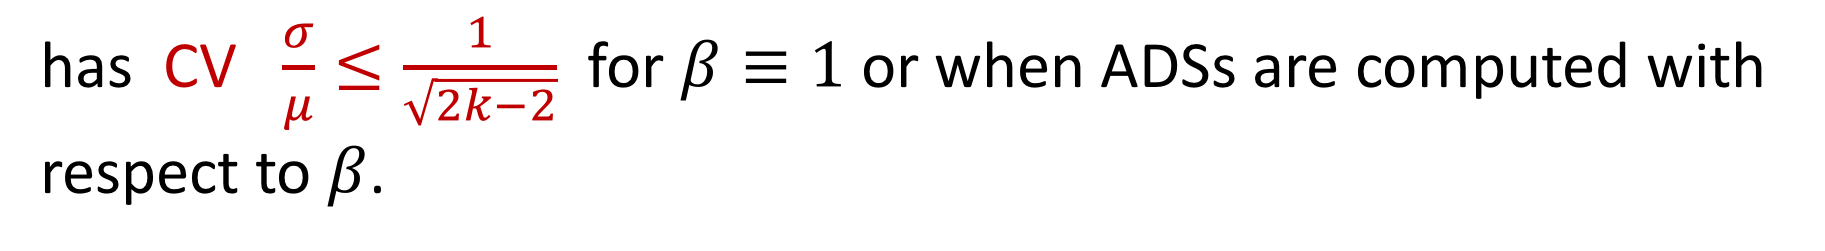 has CV σ/μ ≤ 1/√(2k−2) for β ≡ 1 or when ADSs are computed with
respect to β.